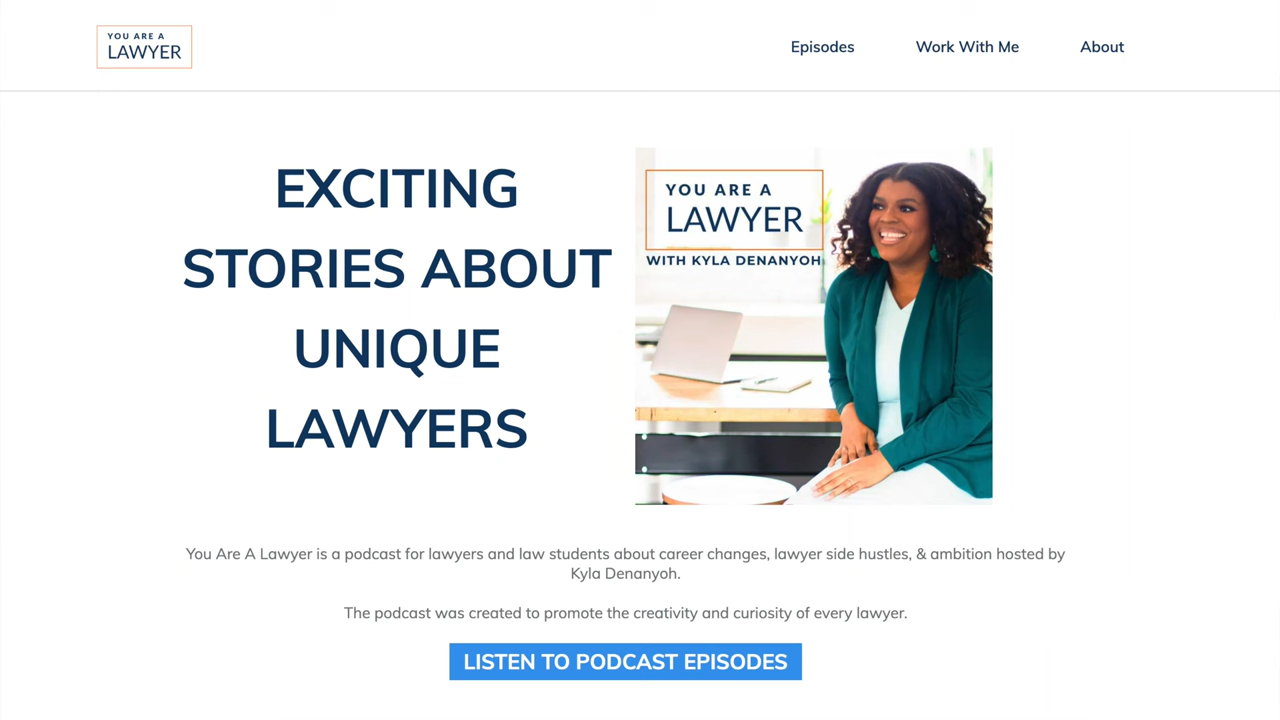 YOU ARE A
LAWYER
Episodes
Work With Me
About
EXCITING
STORIES ABOUT
UNIQUE
LAWYERS
YOU ARE A
LAWYER
WITH KYLA DENANYOH
You Are A Lawyer is a podcast for lawyers and law students about career changes, lawyer side hustles, & ambition hosted by
Kyla Denanyoh.
The podcast was created to promote the creativity and curiosity of every lawyer.
LISTEN TO PODCAST EPISODES